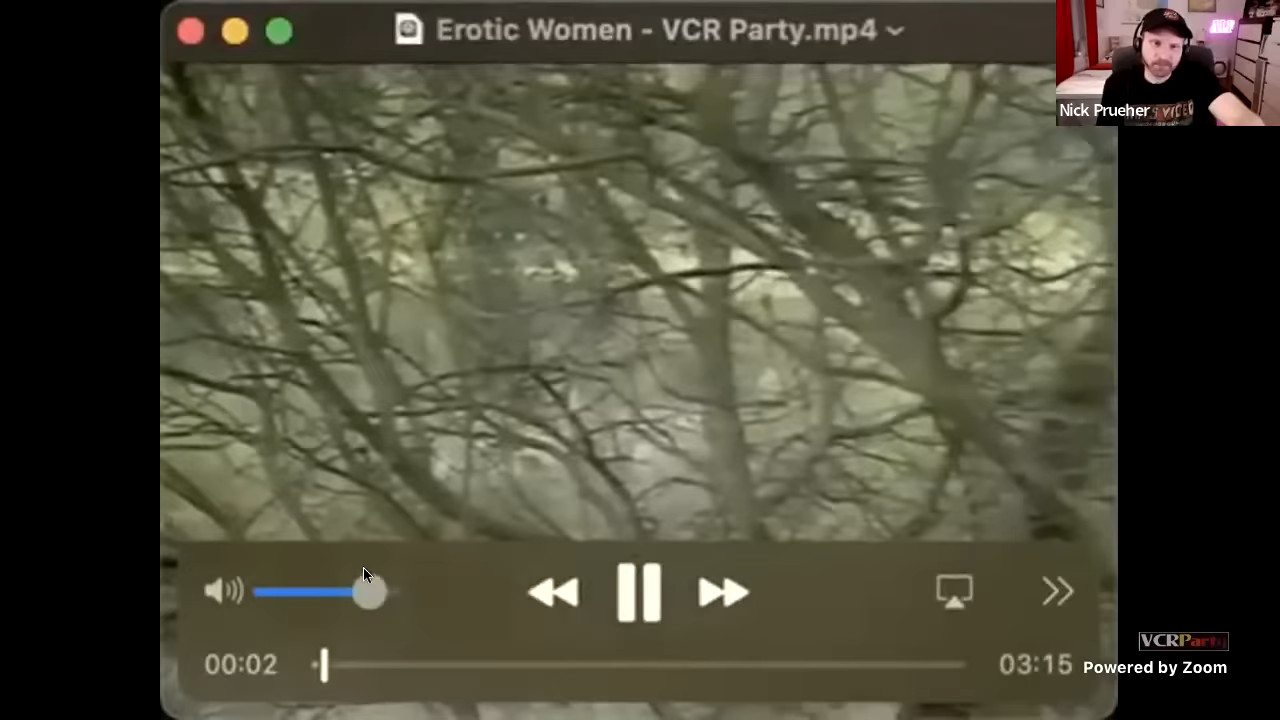 Erotic Women - VCR Party.mp4
Nick Prueher
00:02
03:15
VCRParty
Powered by Zoom